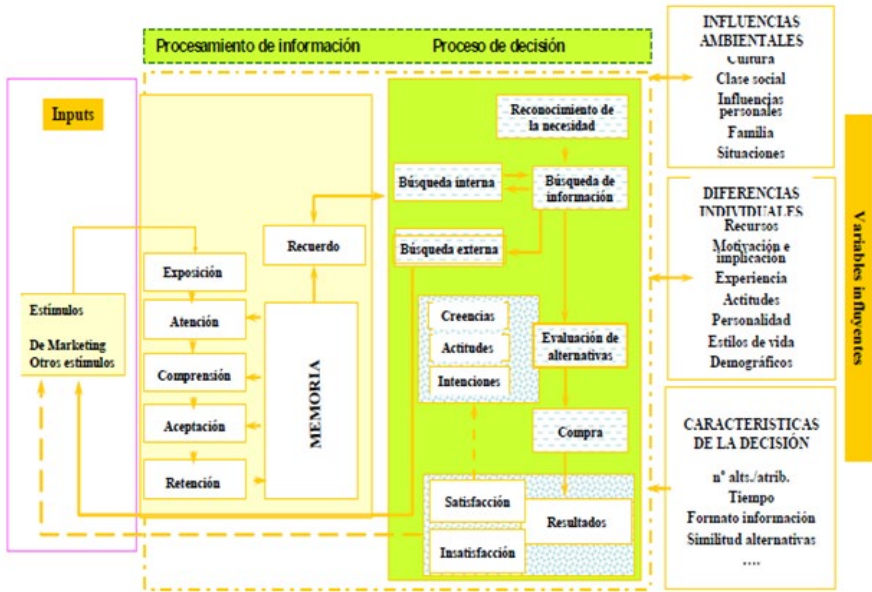 Procesamiento de información
Proceso de decisión
Inputs
Estímulos
De Marketing
Otros estimulos
Exposición
Atención
Comprensión
Aceptación
Retención
Recuerdo
MEMORIA
Reconocimiento de
la necesidad
Búsqueda interna
Búsqueda de
información
Búsqueda externa
Creencias
Actitudes
Intenciones
Evaluación de
alternativas
Compra
Satisfacción
Insatisfacción
Resultados
INFLUENCIAS
AMBIENTALES
Cultura
Clase social
Influencias
personales
Familia
Situaciones
DIFERENCIAS
INDIVIDUALES
Recursos
Motivación e
implicación
Experiencia
Actitudes
Personalidad
Estilos de vida
Demográficos
CARACTERISTICAS
DE LA DECISIÓN
nº alts./atrib.
Tiempo
Formato información
Similitud alternativas
....
Variables influyentes